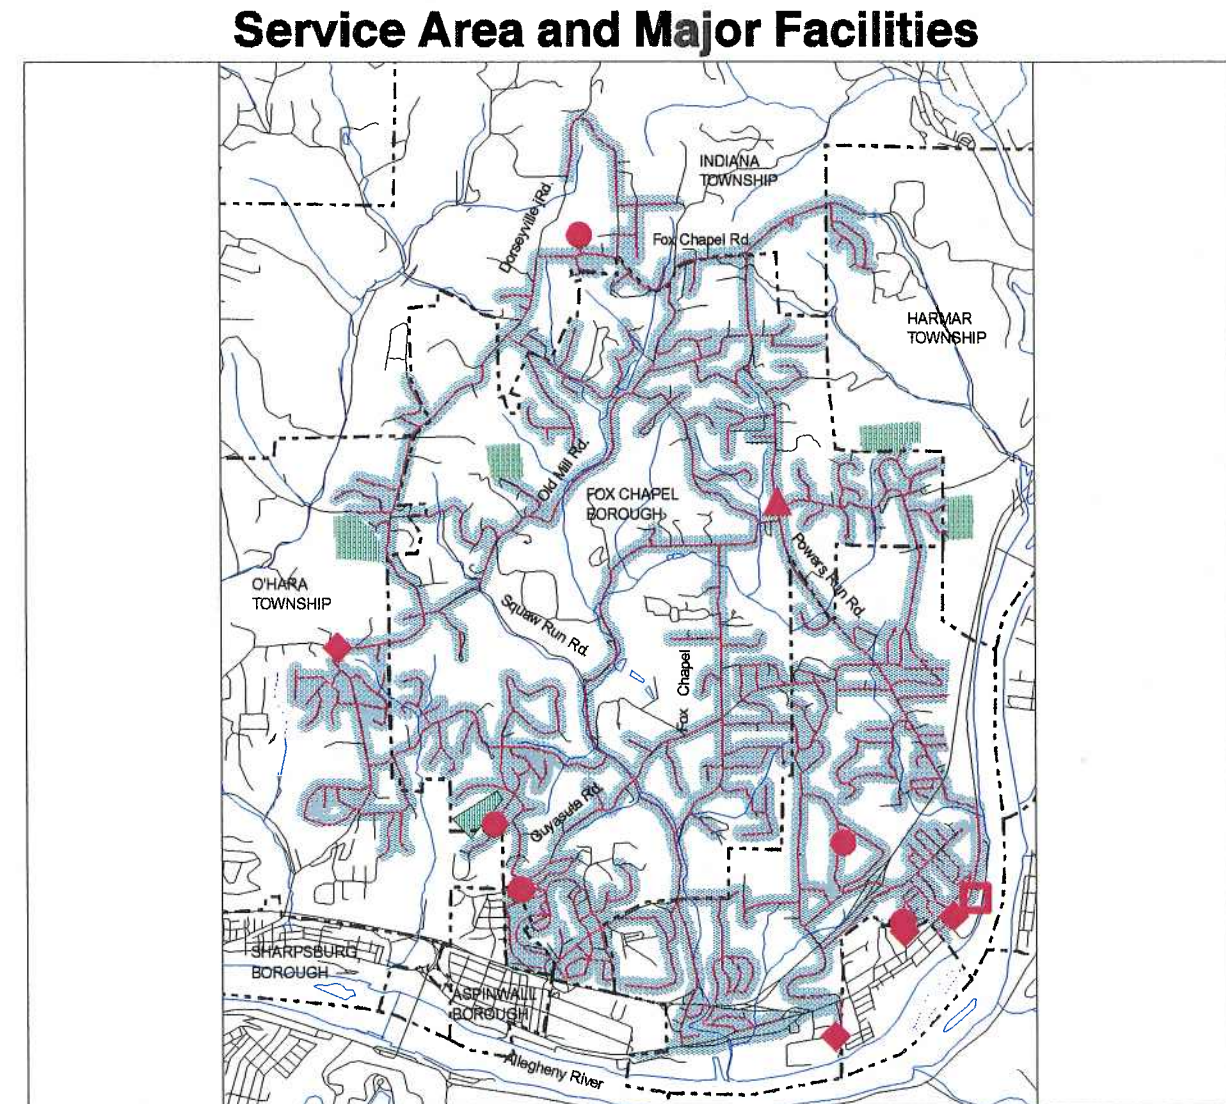 Service Area and Major Facilities
INDIANA
TOWNSHIP
Dorseyville Rd.
Fox Chapel Rd.
HARMAR
TOWNSHIP
Old Mill Rd.
FOX CHAPEL
BOROUGH
Powers Run Rd.
O'HARA
TOWNSHIP
Squaw Run Rd.
Fox Chapel
Guyasuta Rd.
SHARPSBURG
BOROUGH
ASPINWALL
BOROUGH
Allegheny River